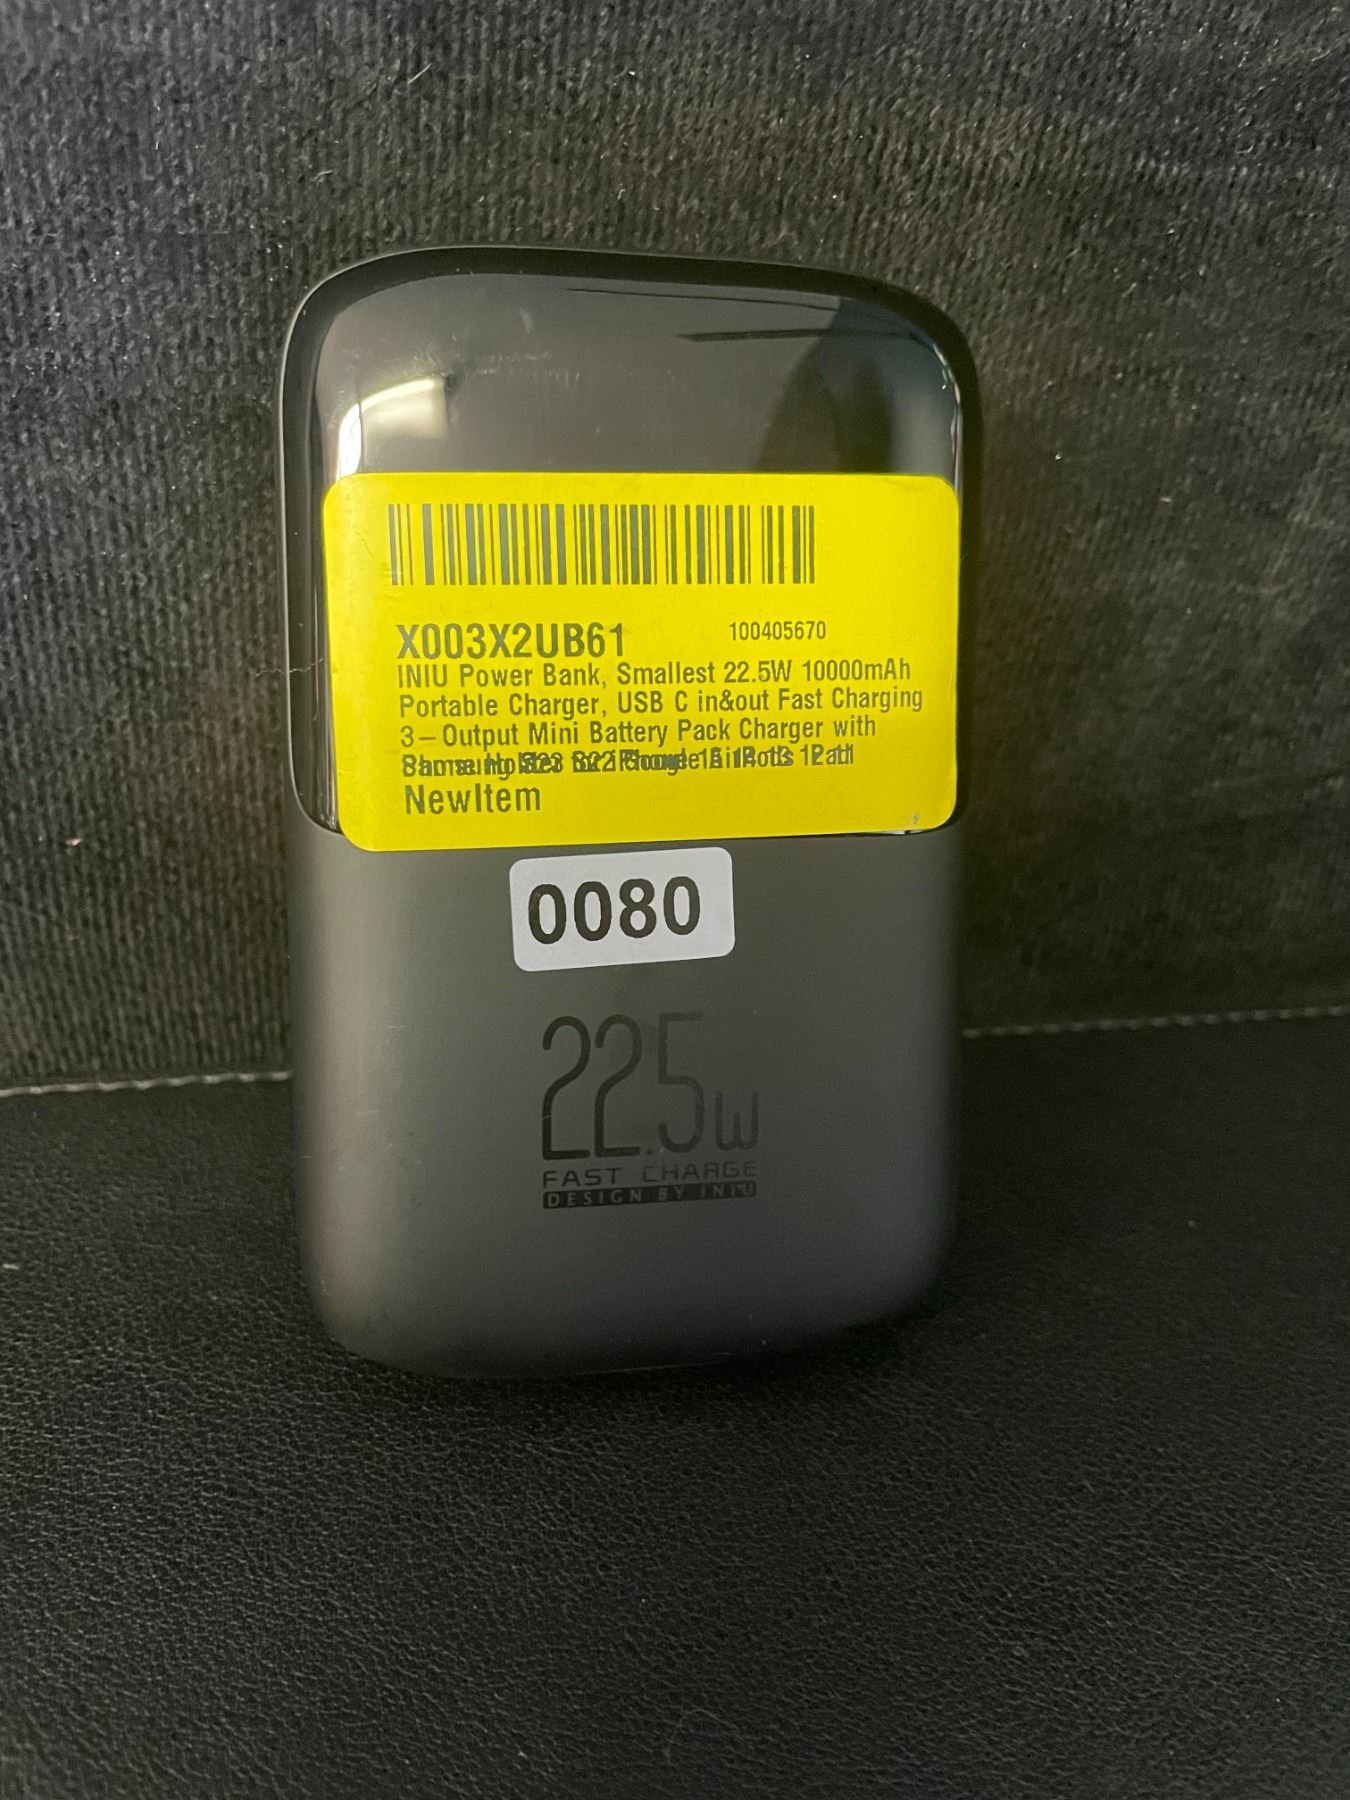 X003X2UB61 100405670
INIU Power Bank, Smallest 22.5W 10000mAh
Portable Charger, USB C in&out Fast Charging
3-Output Mini Battery Pack Charger with
NewItem
0080
22.5W
FAST CHARGE
DESIGN BY INIU